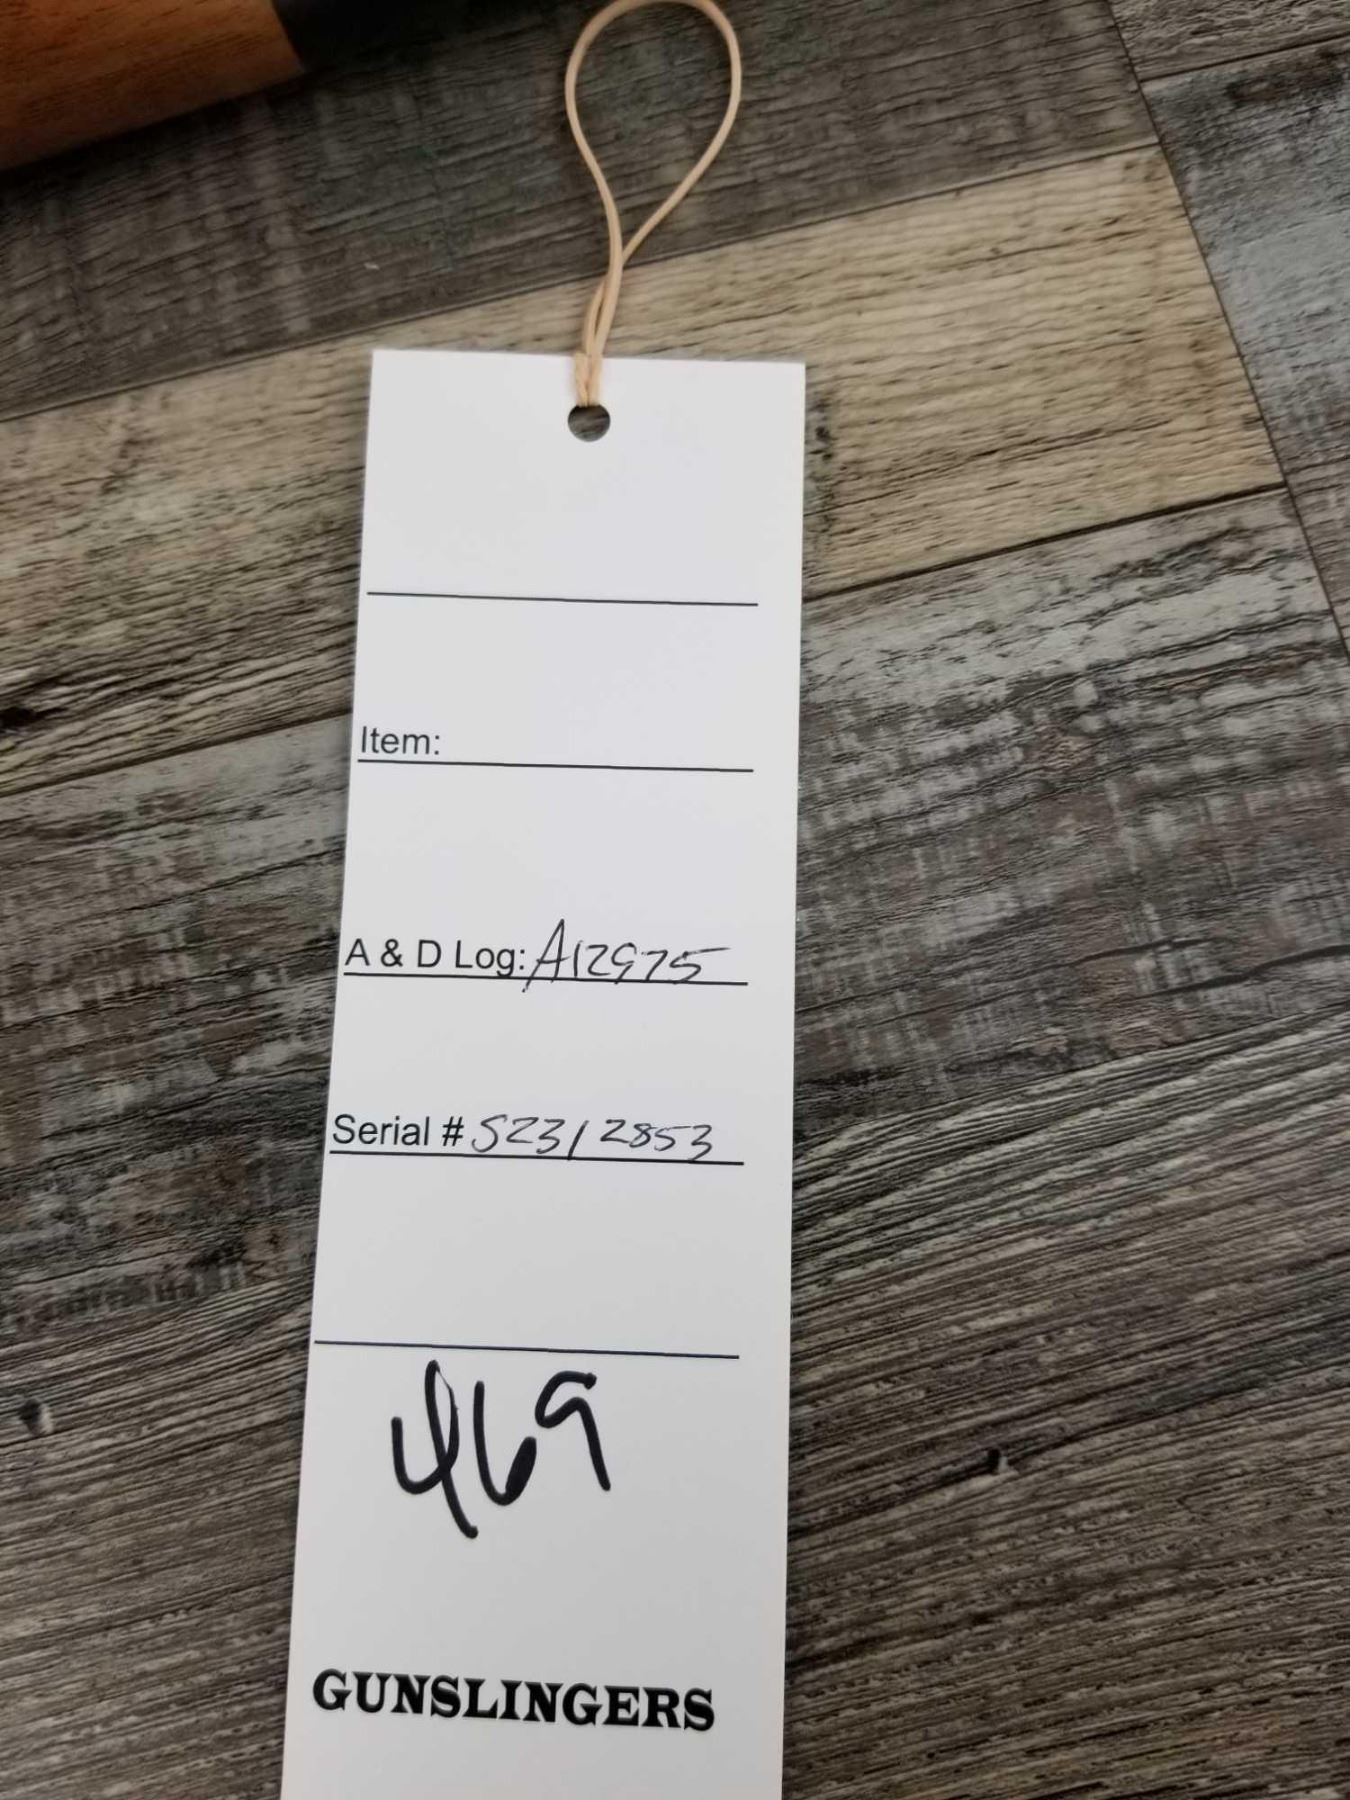 Item:
A & D Log: A12975
Serial # S2312853
469
GUNSLINGERS